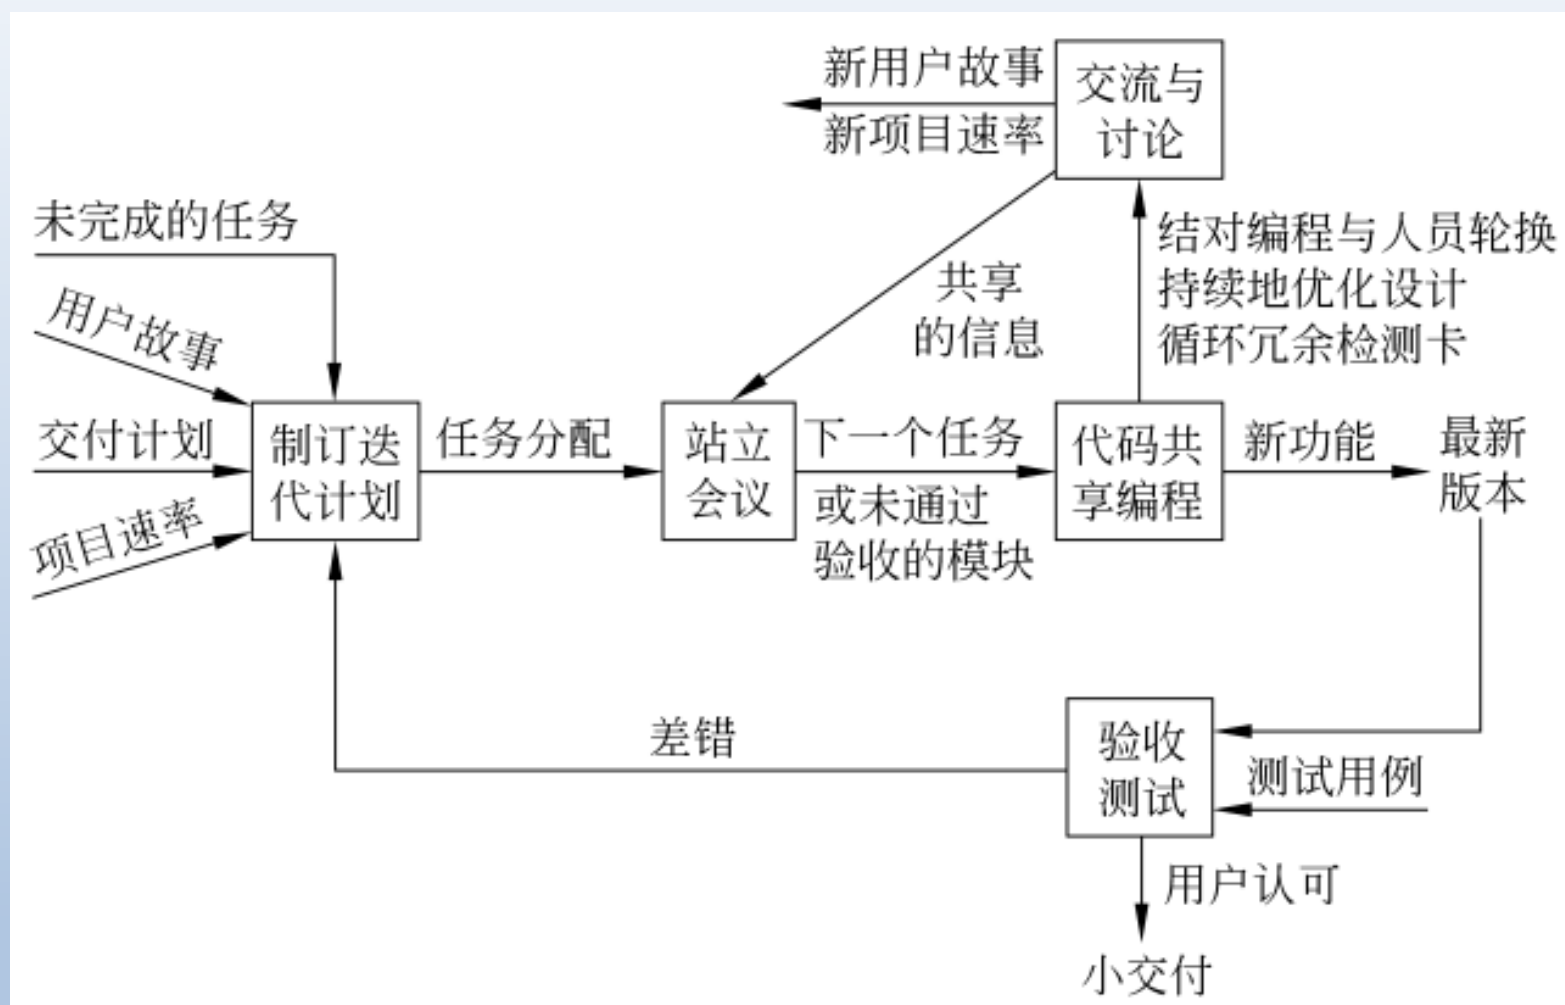 新用户故事
新项目速率
交流与
讨论
未完成的任务
用户故事
交付计划
项目速率
结对编程与人员轮换
持续地优化设计
循环冗余检测卡
共享
的信息
制订迭
代计划
任务分配
站立
会议
下一个任务
或未通过
验收的模块
代码共
享编程
新功能
最新
版本
差错
验收
测试
测试用例
用户认可
小交付